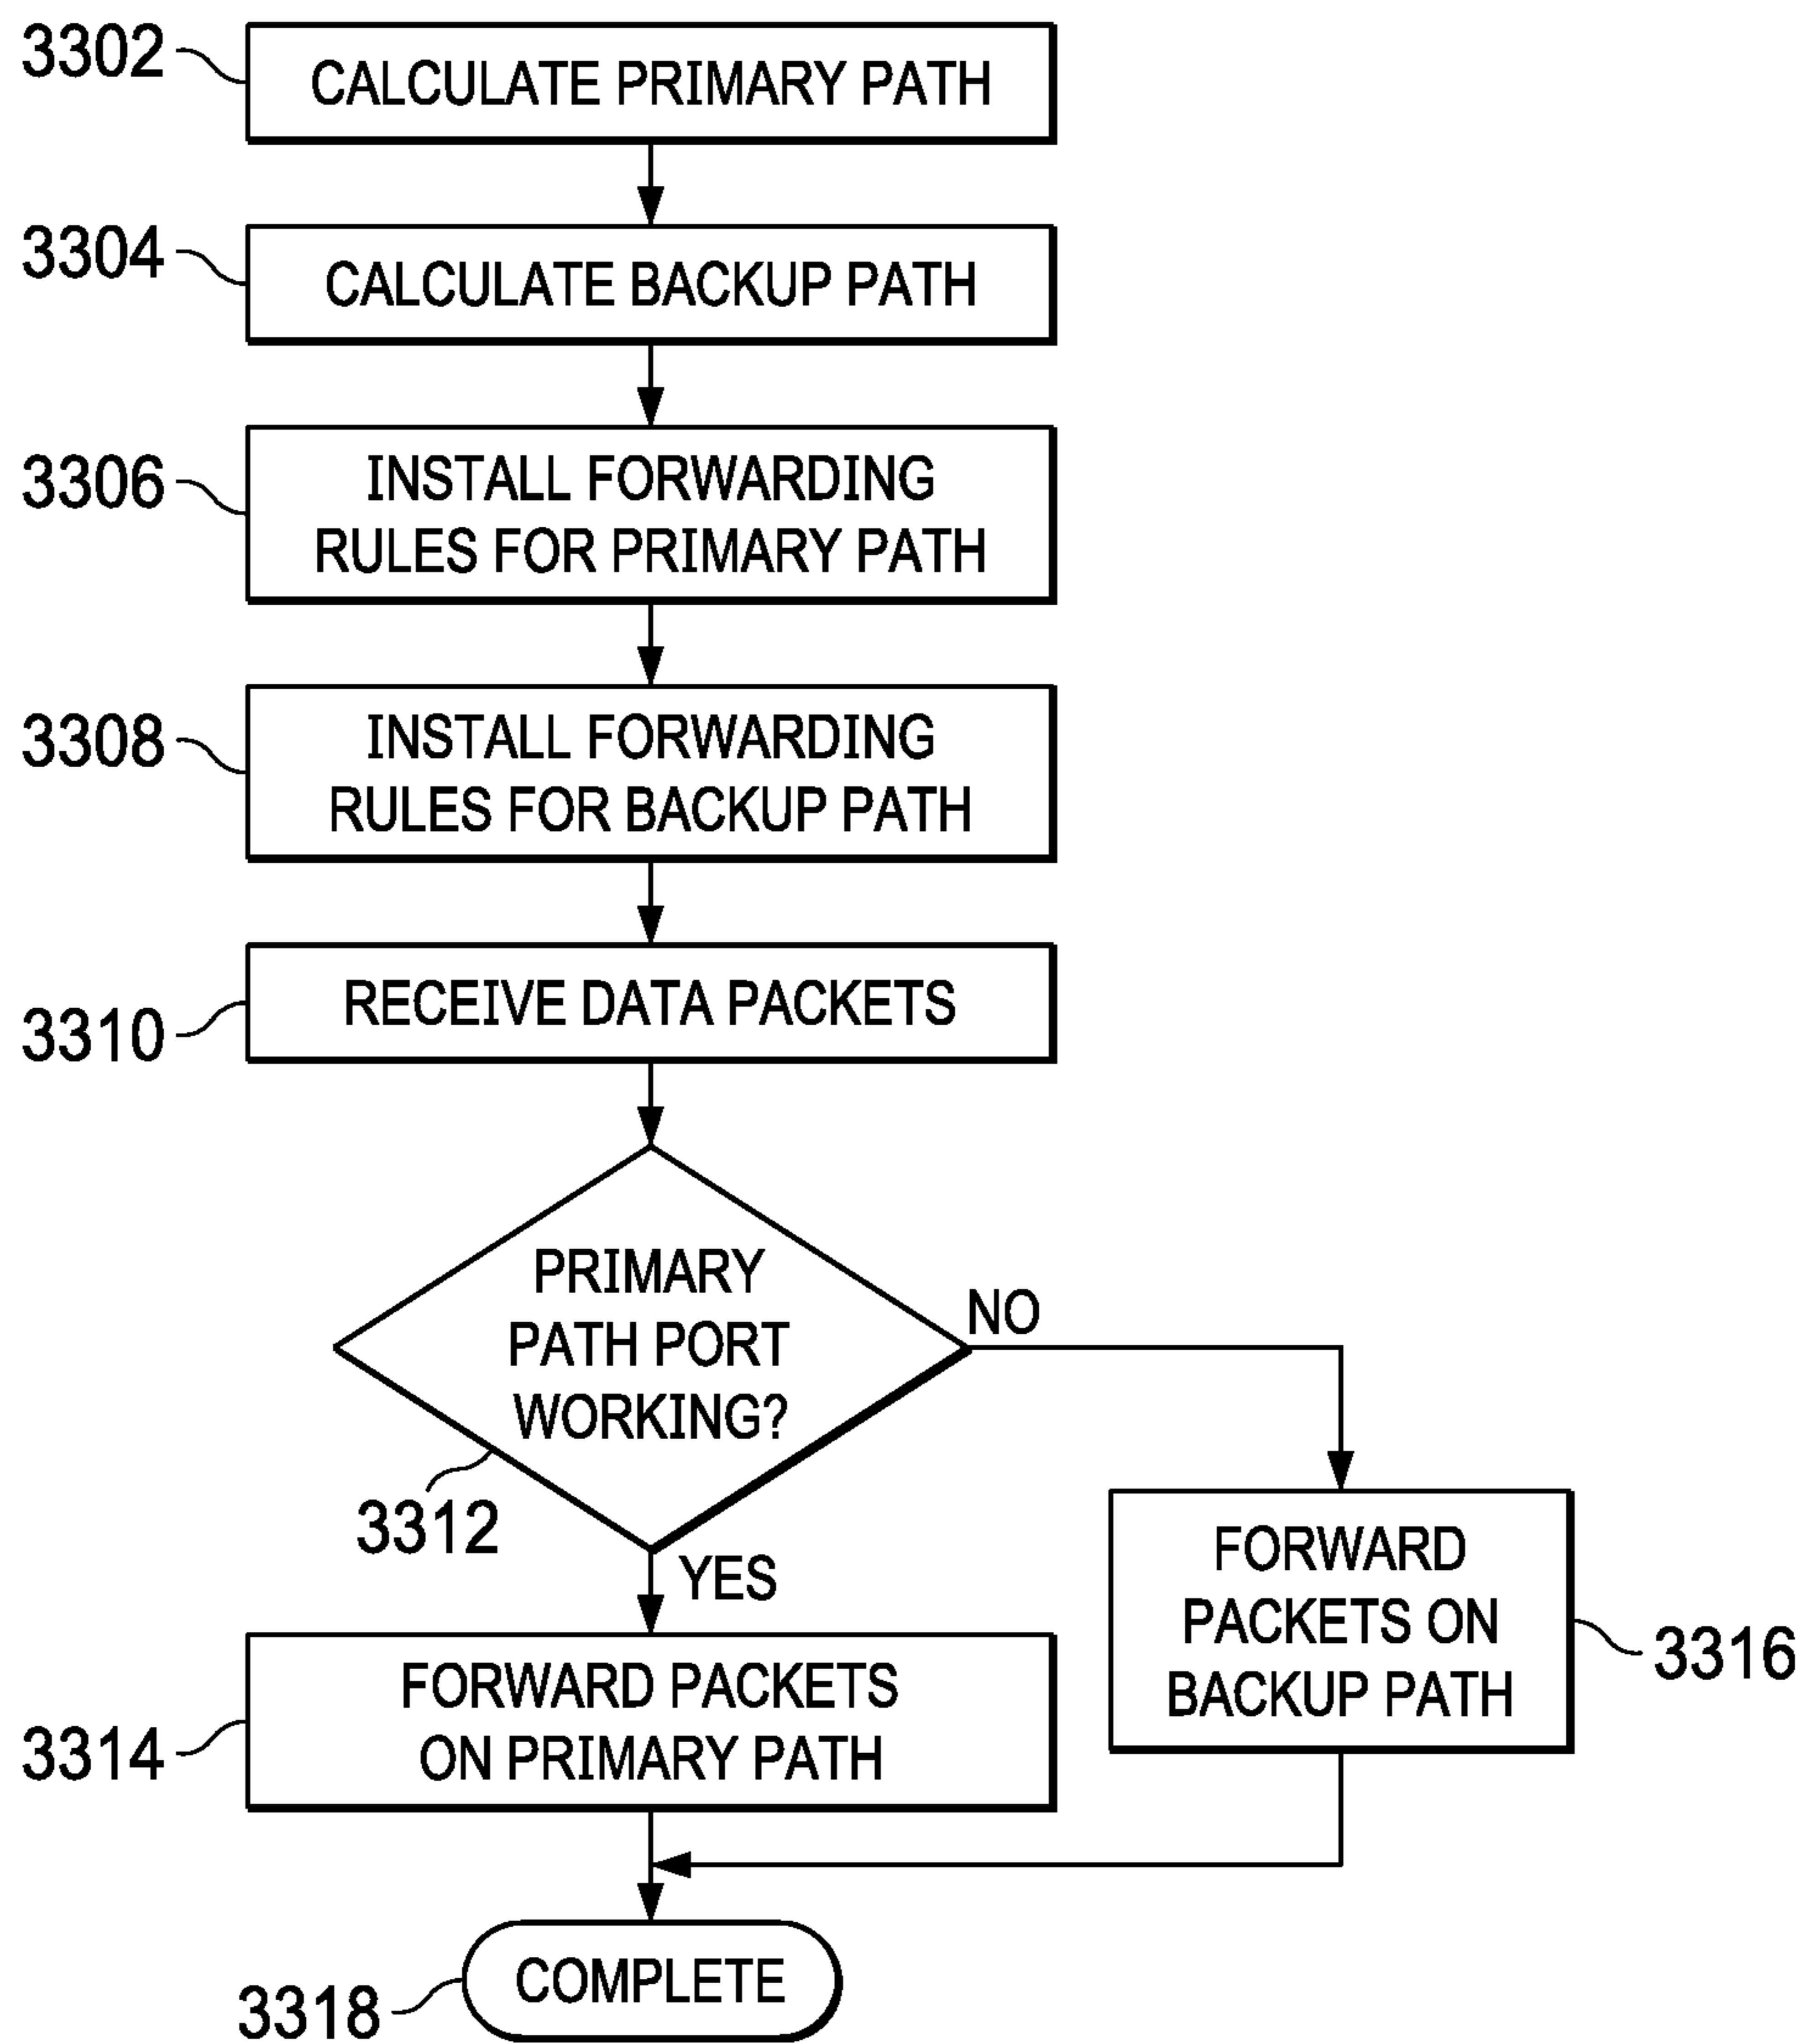 3302
CALCULATE PRIMARY PATH
3304
CALCULATE BACKUP PATH
3306
INSTALL FORWARDING
RULES FOR PRIMARY PATH
3308
INSTALL FORWARDING
RULES FOR BACKUP PATH
3310
RECEIVE DATA PACKETS
PRIMARY
PATH PORT
WORKING?
3312
NO
YES
FORWARD
PACKETS ON
BACKUP PATH
3316
3314
FORWARD PACKETS
ON PRIMARY PATH
3318
COMPLETE